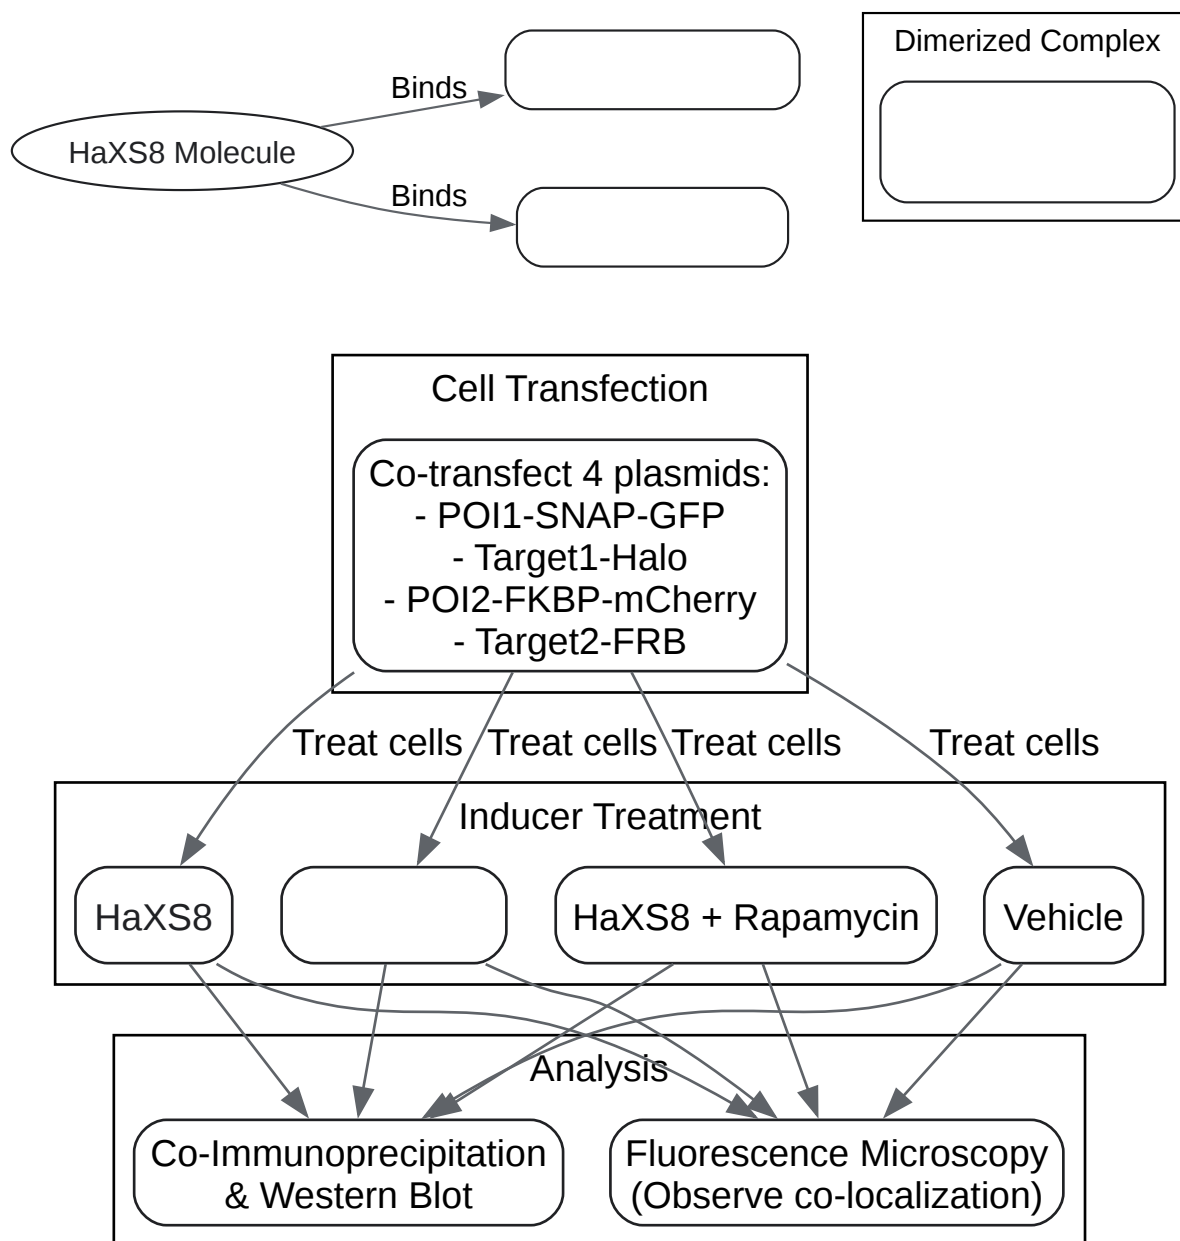 Dimerized Complex
Binds
HaXS8 Molecule
Binds
Cell Transfection
Co-transfect 4 plasmids:
- POI1-SNAP-GFP
- Target1-Halo
- POI2-FKBP-mCherry
- Target2-FRB
Treat cells Treat cells Treat cells Treat cells
Inducer Treatment
HaXS8 HaXS8 + Rapamycin Vehicle
Analysis
Co-Immunoprecipitation
& Western Blot
Fluorescence Microscopy
(Observe co-localization)